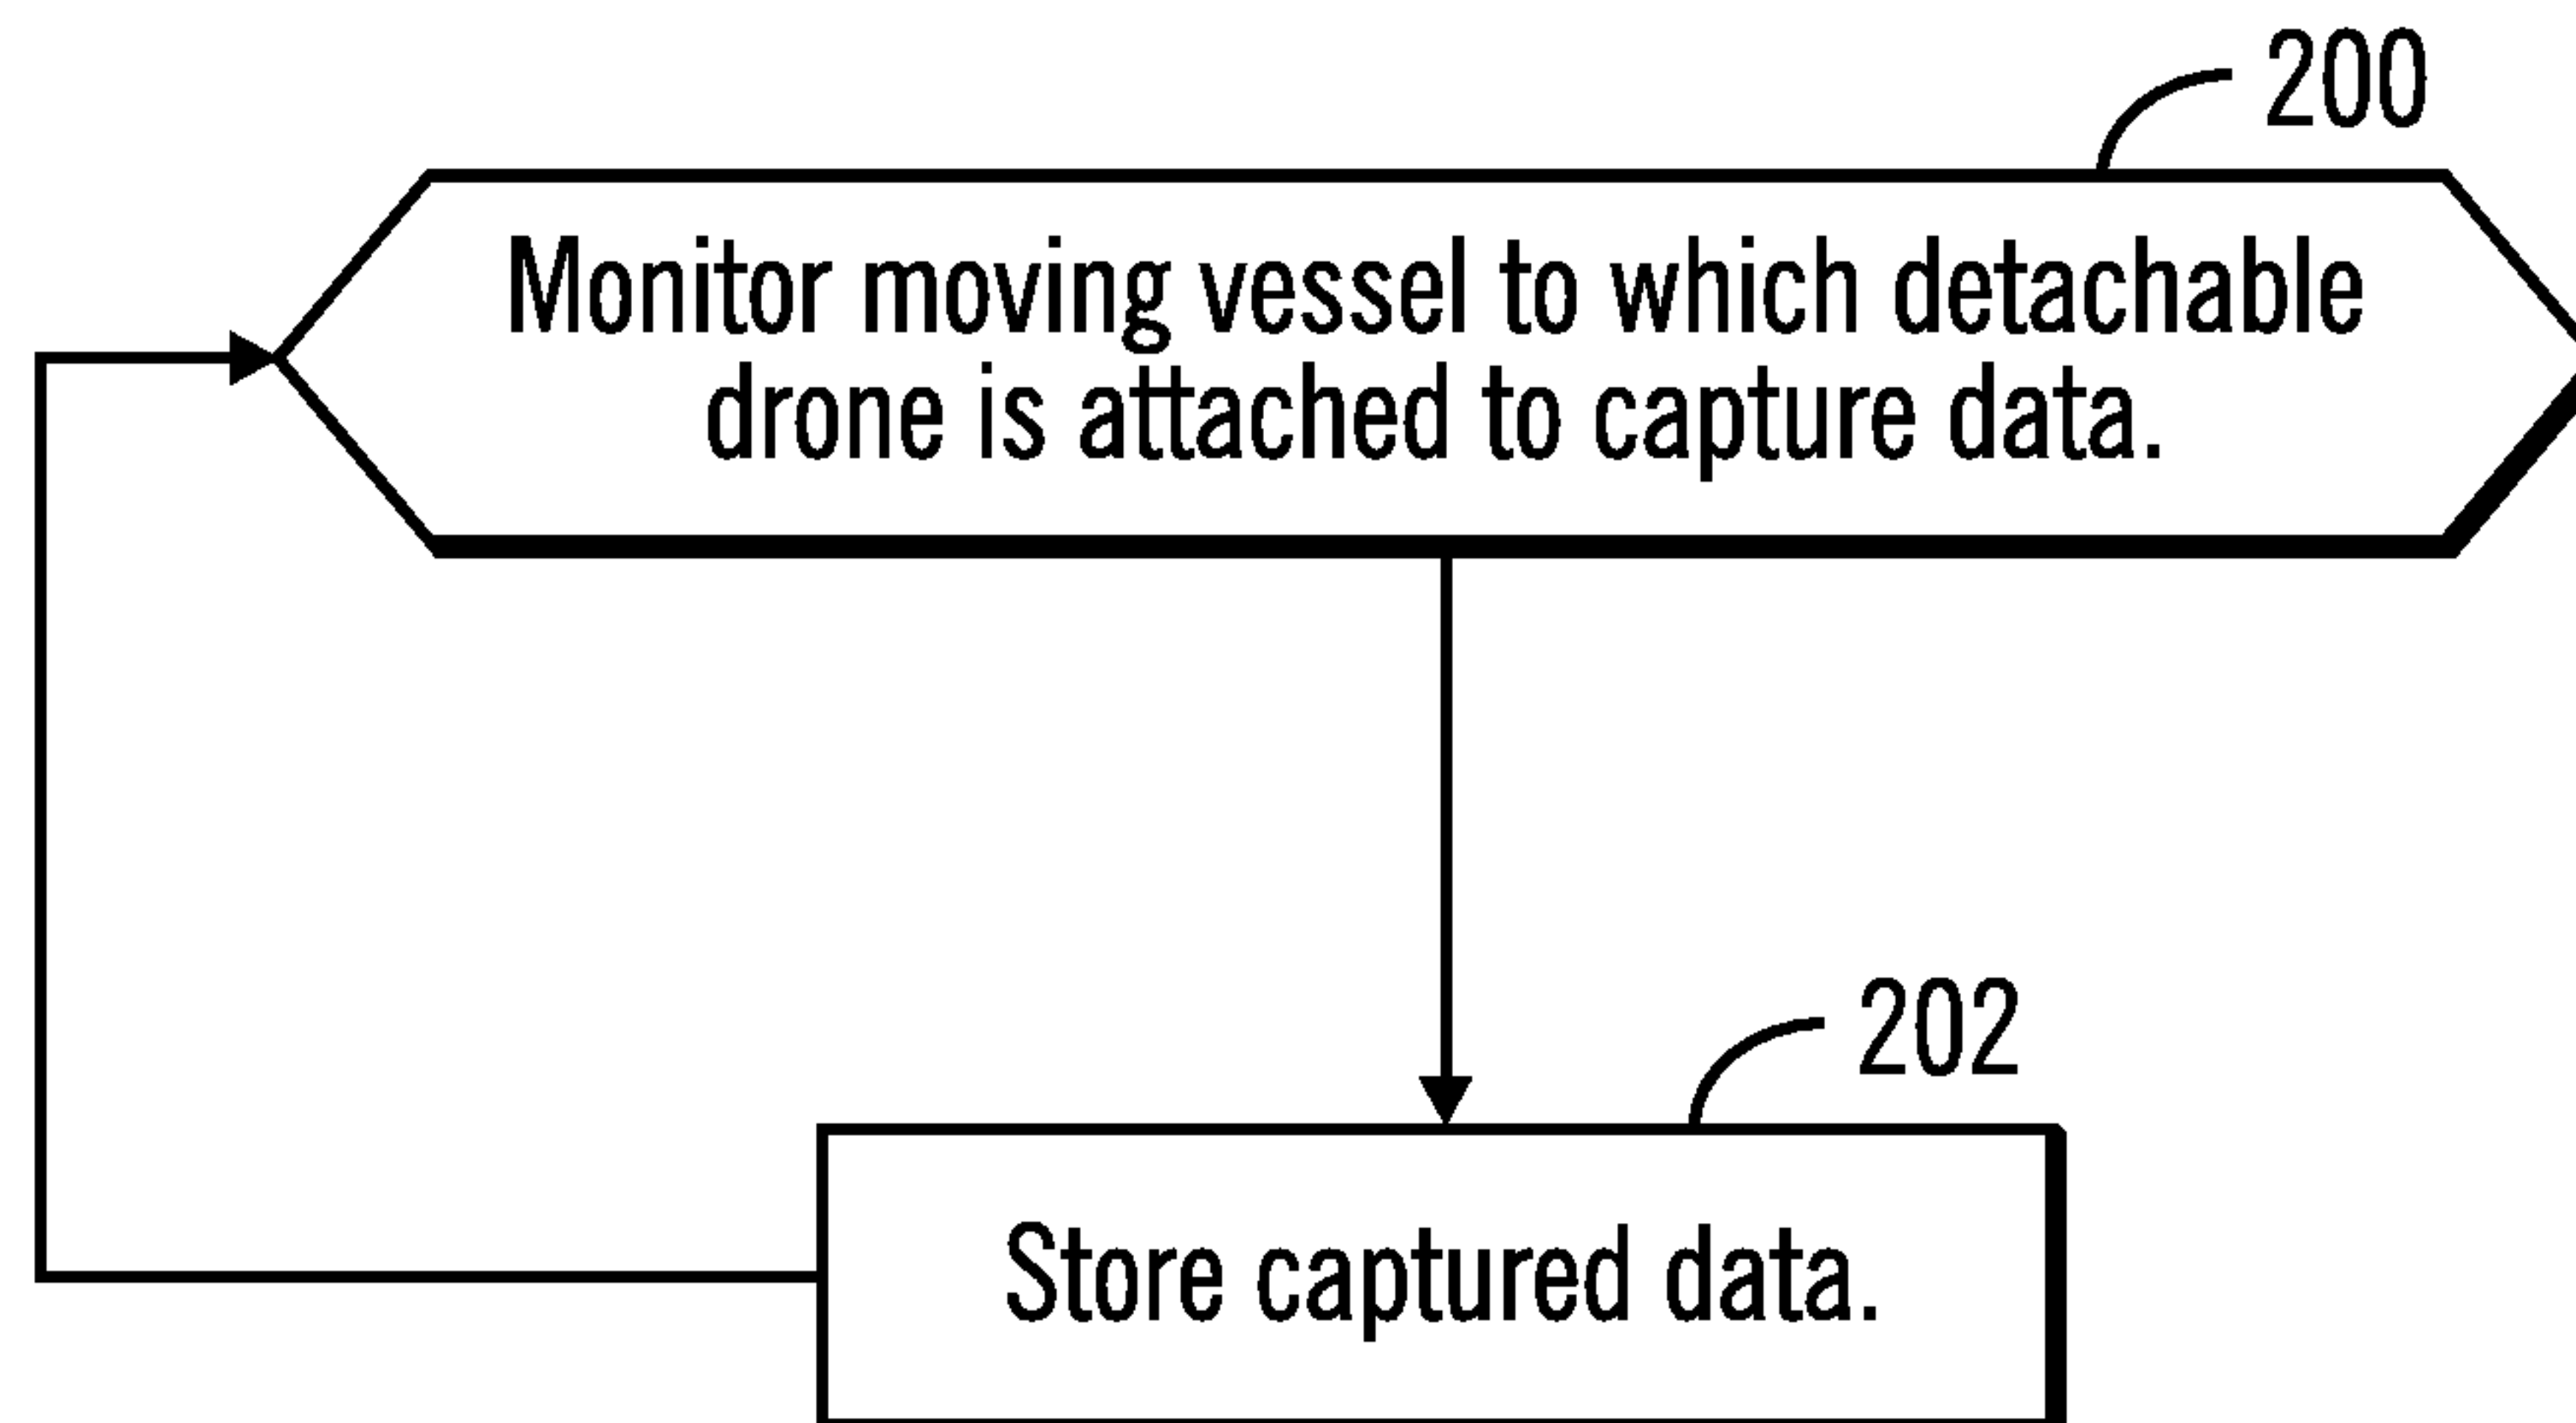 200
Monitor moving vessel to which detachable
drone is attached to capture data.
202
Store captured data.